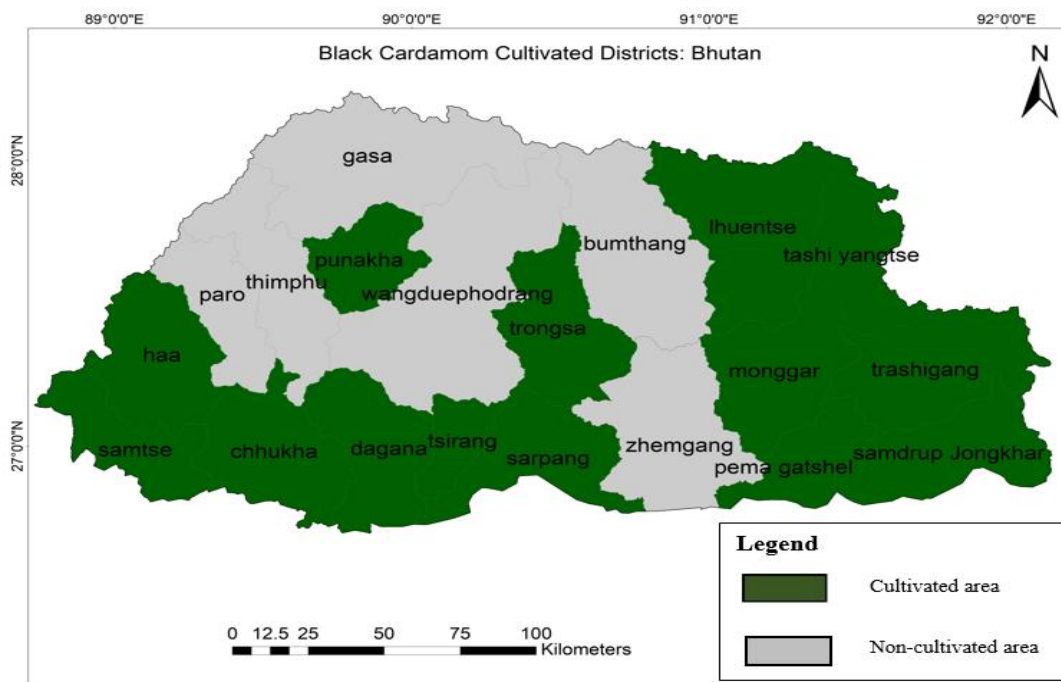 89°0'0"E 90°0'0"E 91°0'0"E 92°0'0"E
Black Cardamom Cultivated Districts: Bhutan
N
28°0'0"N
27°0'0"N
gasa
punakha
thimphu
paro
wangduephodrang
bumthang
lhuentse
tashi yangtse
trongsa
haa
monggar
trashigang
samtse
chhukha
dagana
tsirang
sarpang
zhemgang
pema gatshel
samdrup Jongkhar
Legend
Cultivated area
Non-cultivated area
0 12.5 25 50 75 100
Kilometers